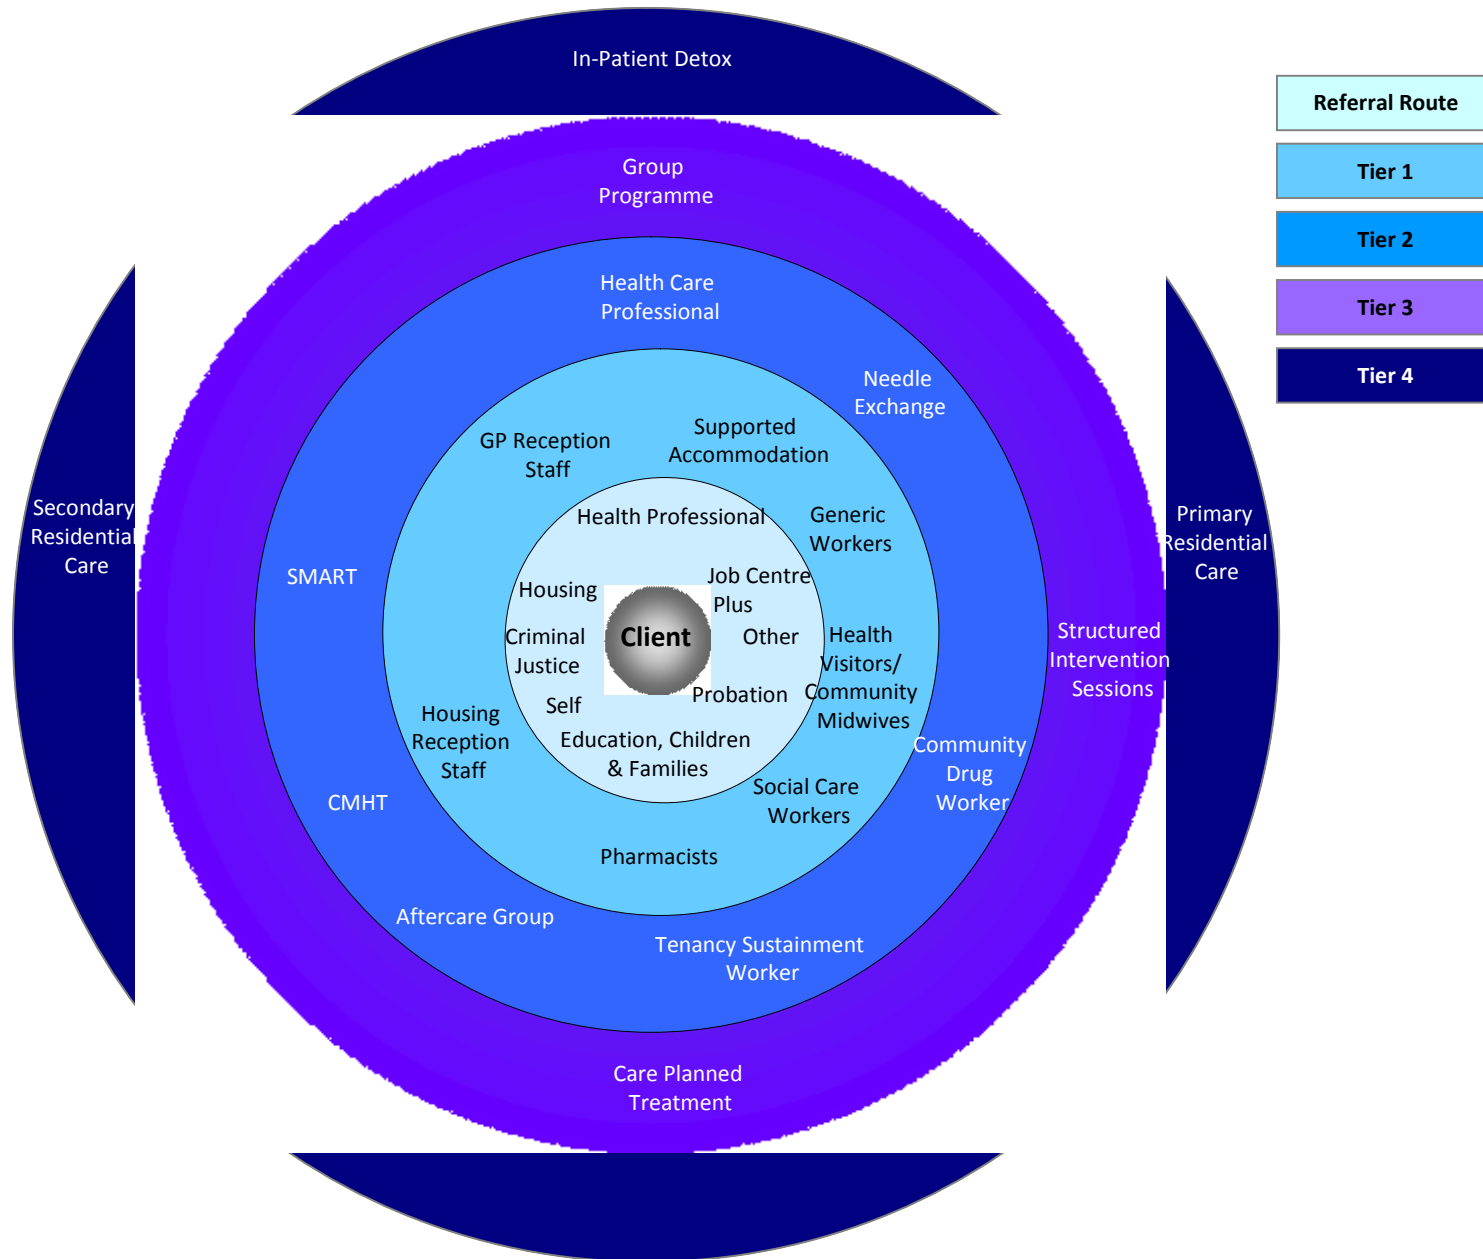 In-Patient Detox
Referral Route
Tier 1
Tier 2
Tier 3
Tier 4
Group
Programme
Health Care
Professional
Needle
Exchange
Supported
Accommodation
GP Reception
Staff
Secondary
Residential
Care
Primary
Residential
Care
Health Professional
Generic
Workers
SMART
Housing
Job Centre
Plus
Criminal
Justice
Client
Other
Health
Visitors/
Community
Midwives
Structured
Intervention
Sessions
Self
Probation
Housing
Reception
Staff
Education, Children
& Families
Community
Drug
Worker
CMHT
Social Care
Workers
Pharmacists
Aftercare Group
Tenancy Sustainment
Worker
Care Planned
Treatment